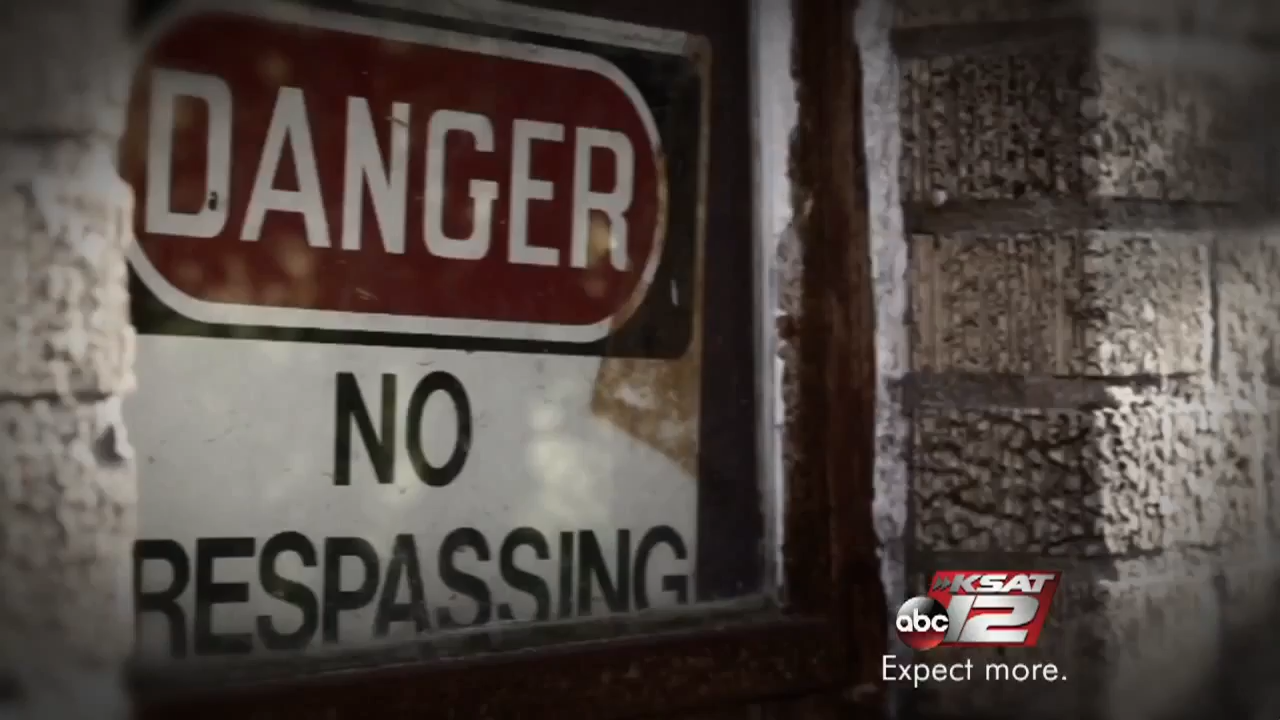 DANGER
NO
RESPASSING
KSAT
abc 12
Expect more.